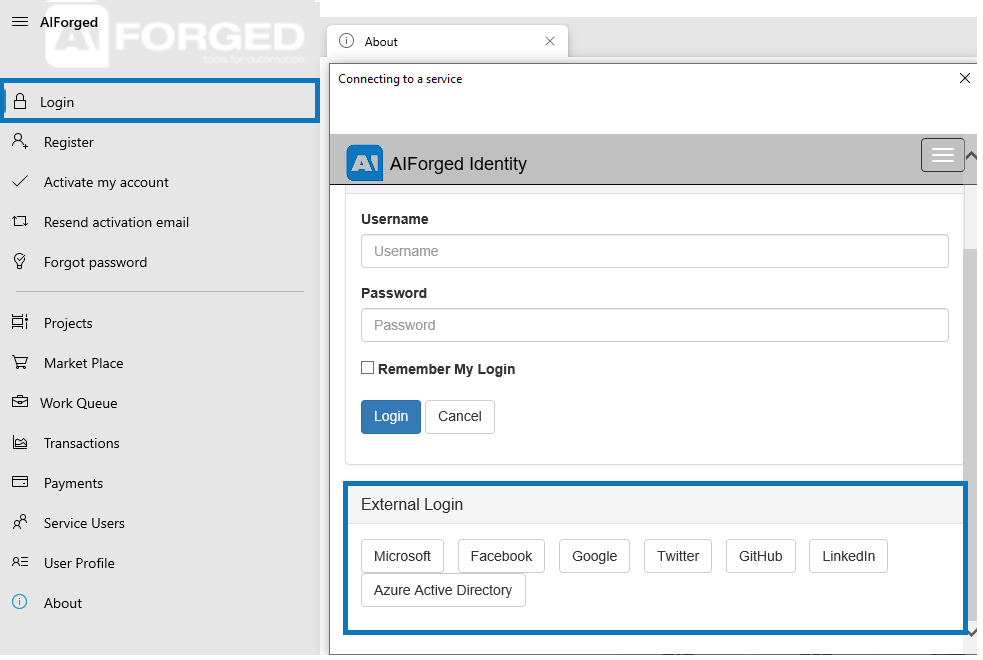 AIForged
AI FORGED
tools for automation
Login
Register
Activate my account
Resend activation email
Forgot password
Projects
Market Place
Work Queue
Transactions
Payments
Service Users
User Profile
About
About
Connecting to a service
AI AIForged Identity
Username
Username
Password
Password
Remember My Login
Login Cancel
External Login
Microsoft Facebook Google Twitter GitHub LinkedIn
Azure Active Directory